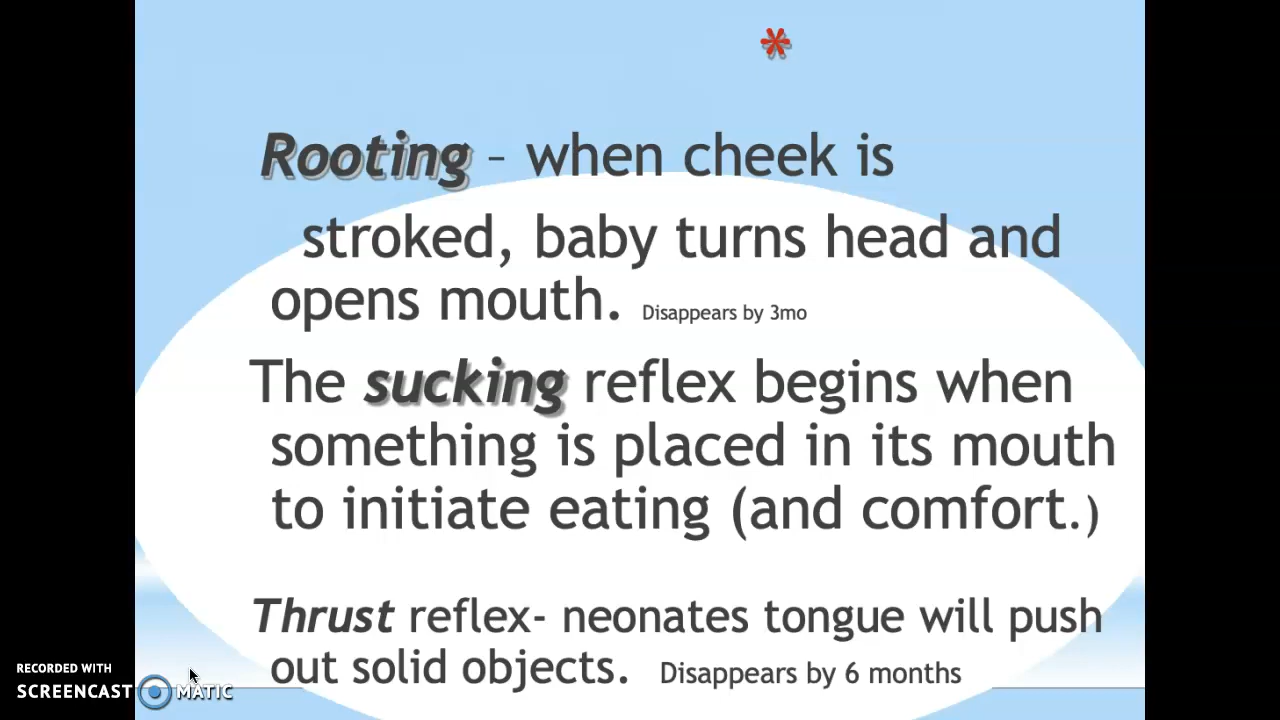 *
Rooting – when cheek is
stroked, baby turns head and
opens mouth. Disappears by 3mo
The sucking reflex begins when
something is placed in its mouth
to initiate eating (and comfort.)
Thrust reflex- neonates tongue will push
out solid objects. Disappears by 6 months
RECORDED WITH
SCREENCAST MATIC